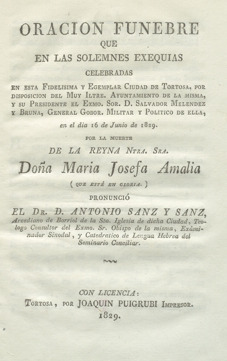 ORACION FUNEBRE
QUE
EN LAS SOLEMNES EXEQUIAS
CELEBRADAS
EN ESTA FIDELISIMA Y EXEMPLAR CIUDAD DE TORTOSA, POR
DISPOSICION DEL MUY ILTRE. AYUNTAMIENTO DE LA MISMA,
Y SU PRESIDENTE EL EXMO. SOR. D. SALVADOR MELENDEZ
Y BRUNA, GENERAL GOBOR. MILITAR Y POLITICO DE ELLA,
en el dia 16 de Junio de 1829.
POR LA MUERTE
DE LA REYNA NTRA. SRA.
Doña Maria Josefa Amalia
( QUE ESTÉ EN GLORIA )
PRONUNCIÓ
EL DR. D. ANTONIO SANZ Y SANZ,
Arcediano de Borriol de la Sta. Iglesia de dicha Ciudad, Teó-
logo Consultor del Exmo. Sr. Obispo de la misma, Exâmi-
nador Sinodal, y Catedratico de Lengua Hebrea del
Seminario Conciliar.
CON LICENCIA:
TORTOSA, POR JOAQUIN PUIGRUBI IMPRESOR.
1829.